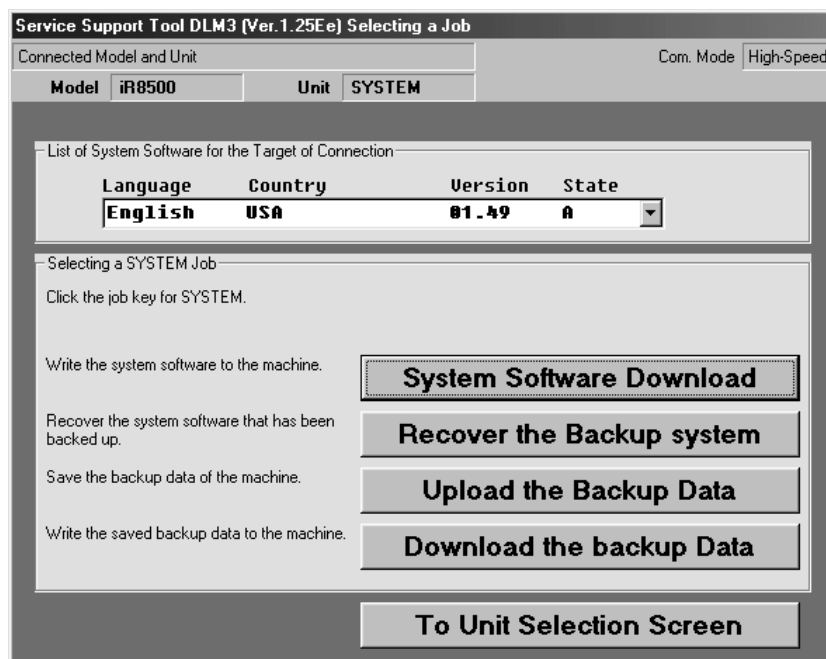 Service Support Tool DLM3 (Ver.1.25Ee) Selecting a Job
Connected Model and Unit
Com. Mode High-Speed
Model iR8500 Unit SYSTEM
List of System Software for the Target of Connection
Language Country Version State
English USA 01.49 A
Selecting a SYSTEM Job
Click the job key for SYSTEM.
Write the system software to the machine.
System Software Download
Recover the system software that has been
backed up.
Recover the Backup system
Save the backup data of the machine.
Upload the Backup Data
Write the saved backup data to the machine.
Download the backup Data
To Unit Selection Screen